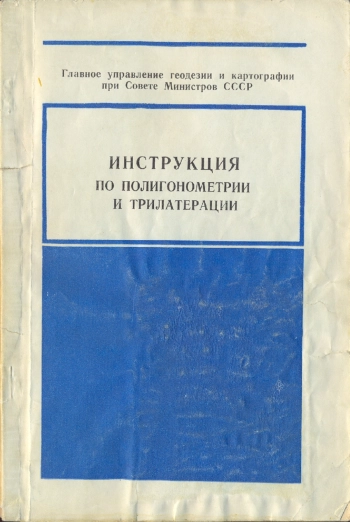 Главное управление геодезии и картографии
при Совете Министров СССР
ИНСТРУКЦИЯ
ПО ПОЛИГОНОМЕТРИИ
И ТРИЛАТЕРАЦИИ